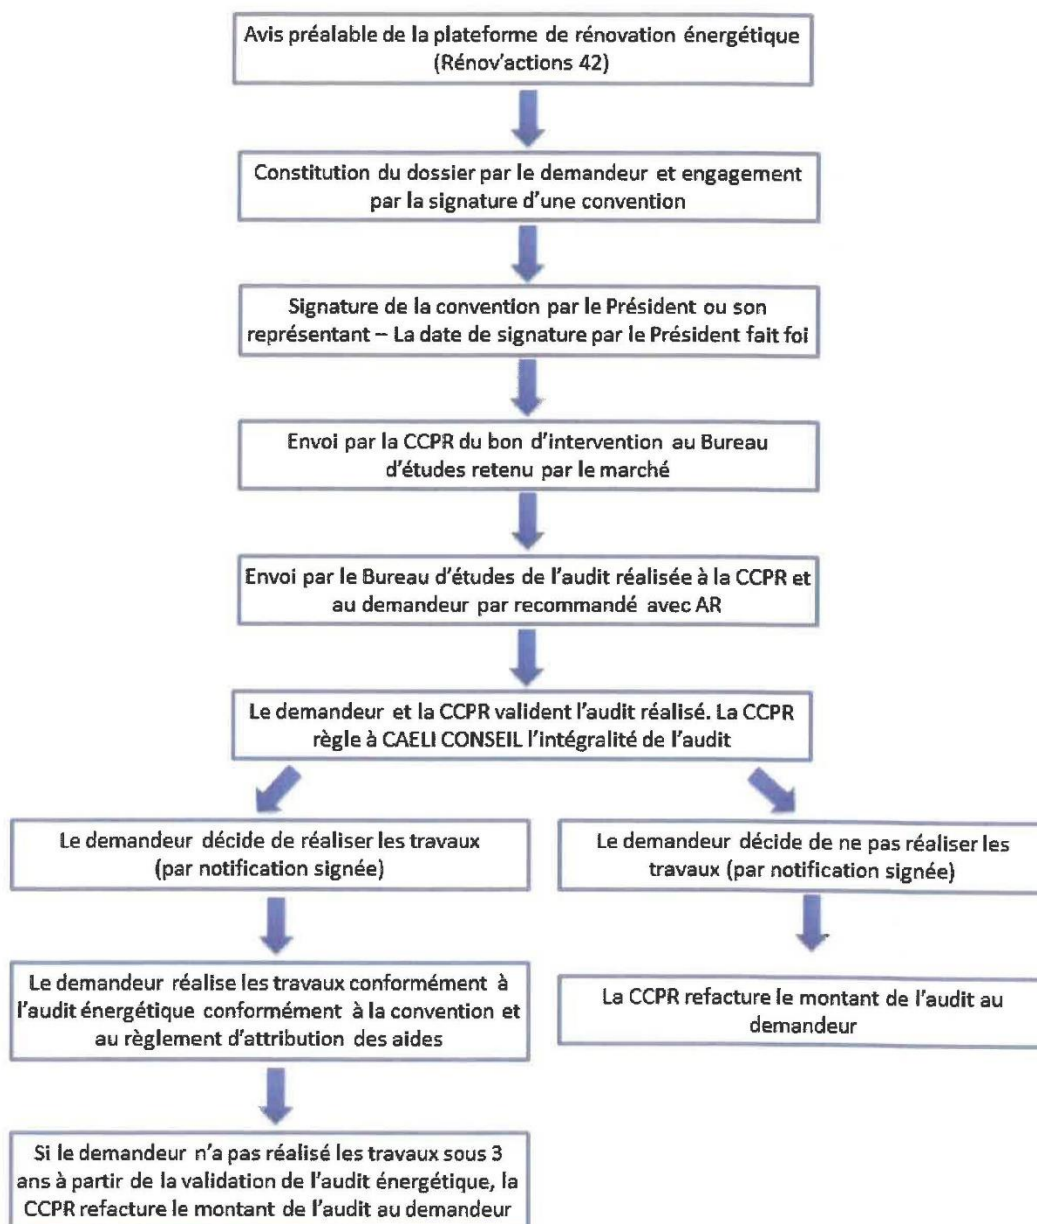 Avis préalable de la plateforme de rénovation énergétique
(Rénov'actions 42)
Constitution du dossier par le demandeur et engagement
par la signature d'une convention
Signature de la convention par le Président ou son
représentant – La date de signature par le Président fait foi
Envoi par la CCPR du bon d'intervention au Bureau
d'études retenu par le marché
Envoi par le Bureau d'études de l'audit réalisée à la CCPR et
au demandeur par recommandé avec AR
Le demandeur et la CCPR valident l'audit réalisé. La CCPR
règle à CAELI CONSEIL l'intégralité de l'audit
Le demandeur décide de réaliser les travaux
(par notification signée)
Le demandeur décide de ne pas réaliser les
travaux (par notification signée)
Le demandeur réalise les travaux conformément à
l'audit énergétique conformément à la convention et
au règlement d'attribution des aides
La CCPR refacture le montant de l'audit au
demandeur
Si le demandeur n'a pas réalisé les travaux sous 3
ans à partir de la validation de l'audit énergétique, la
CCPR refacture le montant de l'audit au demandeur